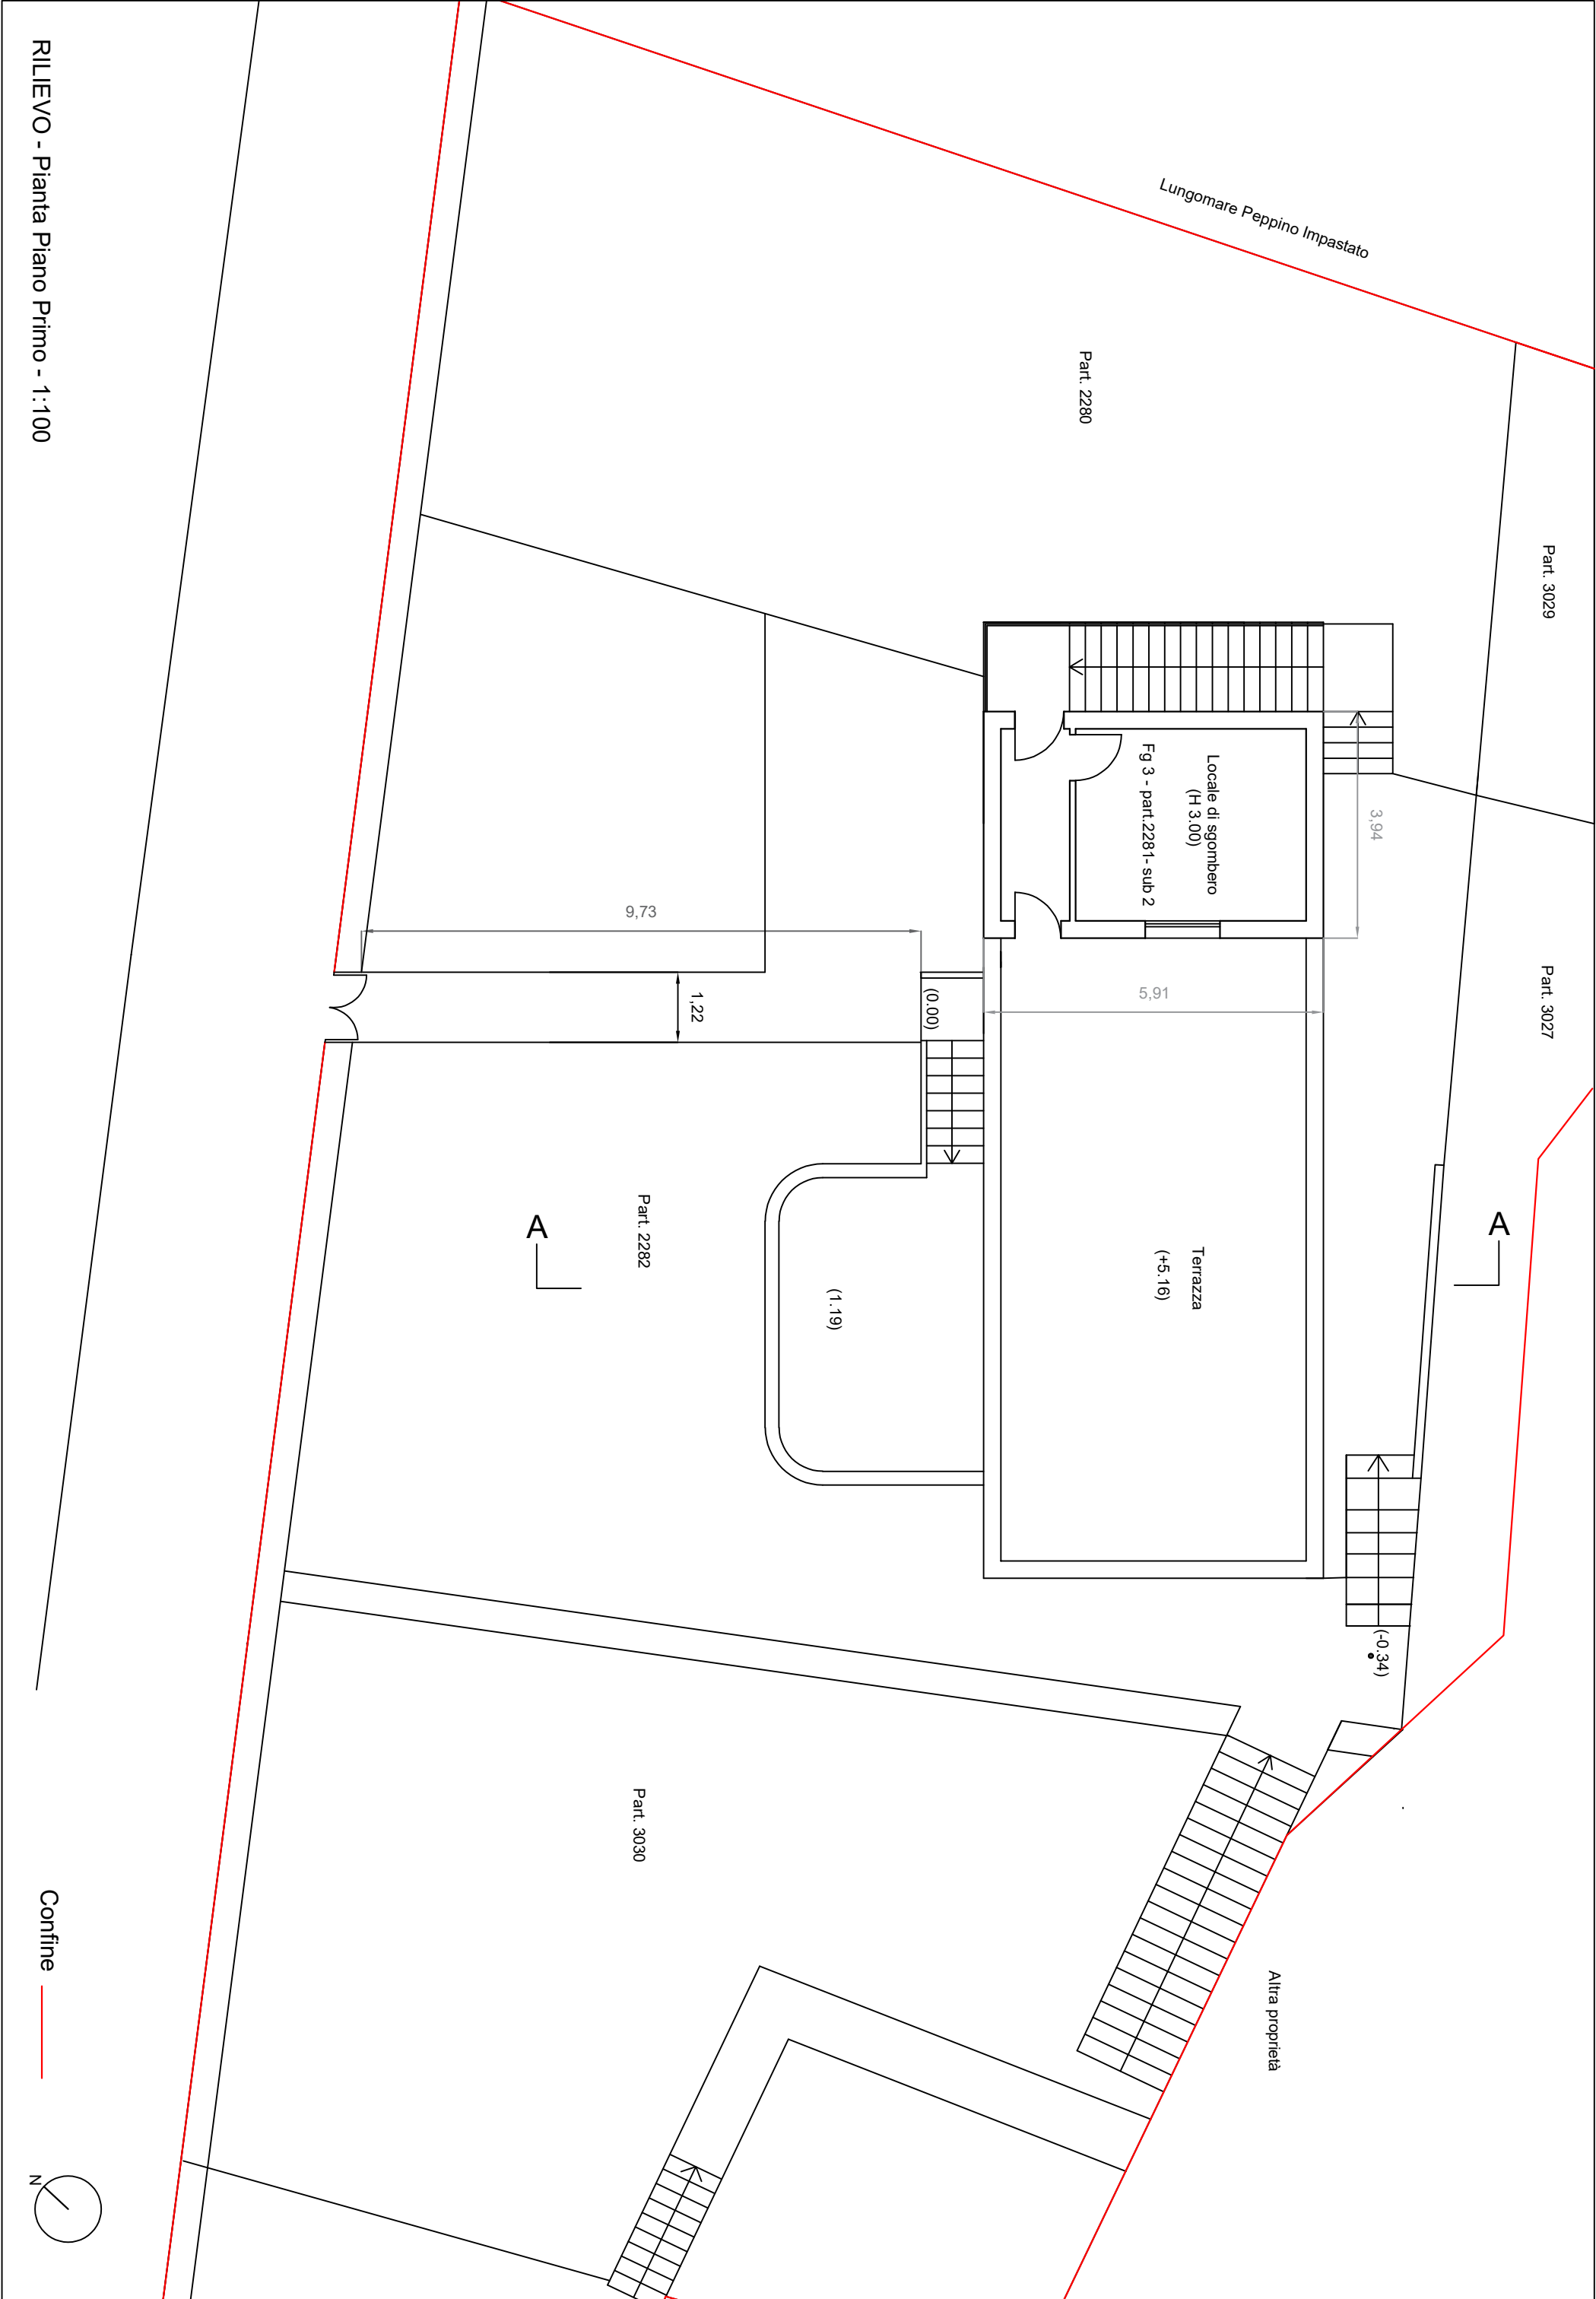 RILIEVO - Pianta Piano Primo - 1:100
Lungomare Peppino Impastato
Part. 2280
Part. 3029
Part. 3027
Locale di sgombero
(H 3.00)
Fg 3 - part.2281- sub 2
3,94
5,91
9,73
1,22
(0.00)
Terrazza
(+5.16)
(1.19)
A
A
Part. 2282
(-0.34)
Part. 3030
Altra proprietà
Confine
N